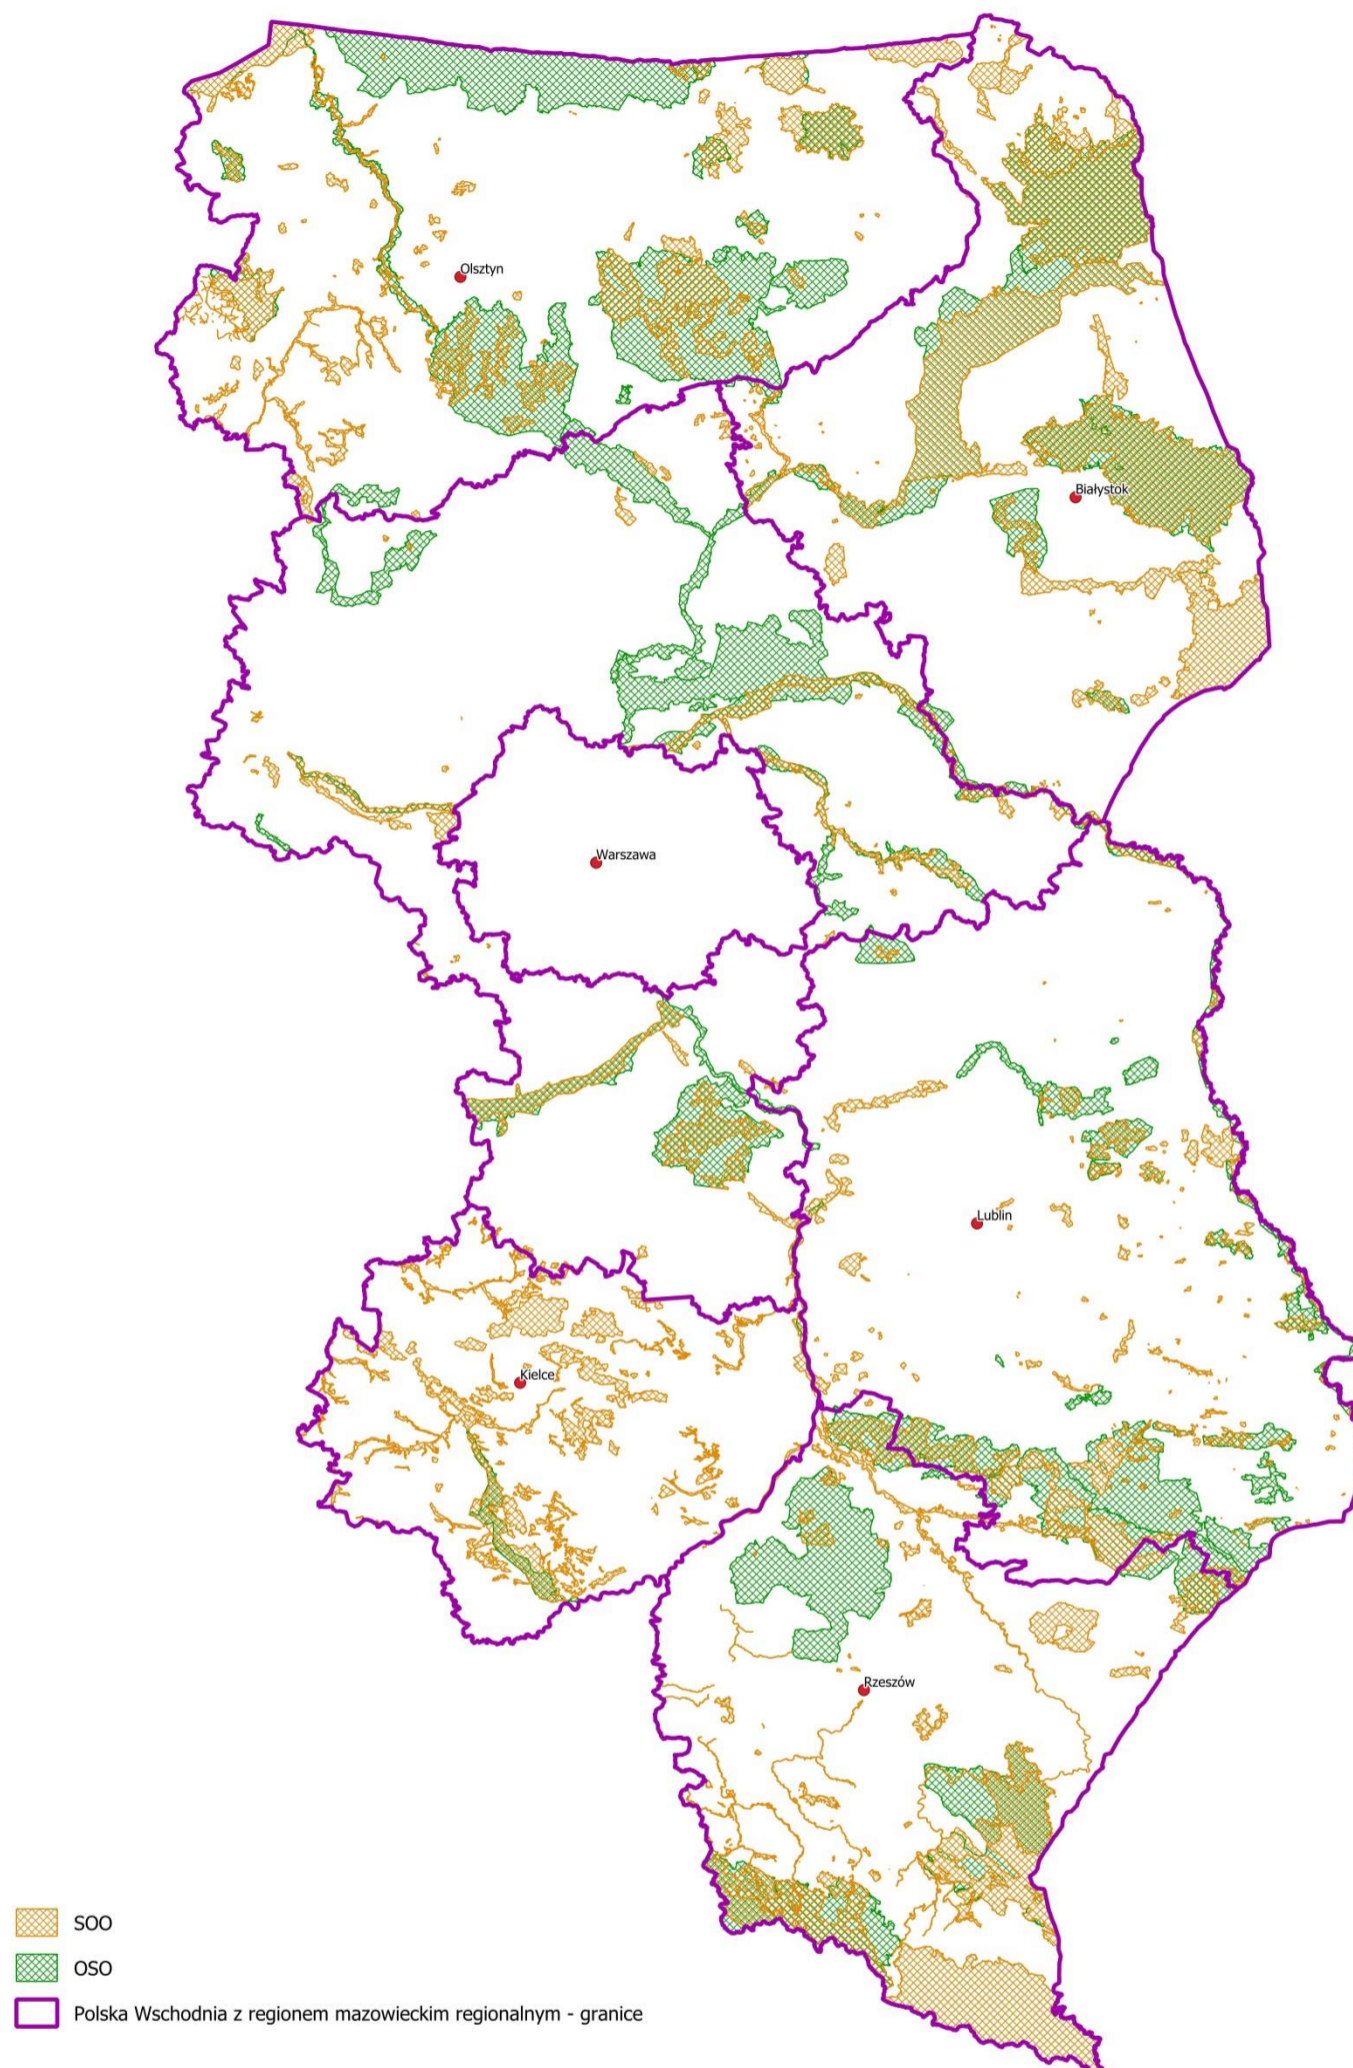 Olsztyn
Białystok
Warszawa
Lublin
Kielce
Rzeszów
SOO
OSO
Polska Wschodnia z regionem mazowieckim regionalnym - granice